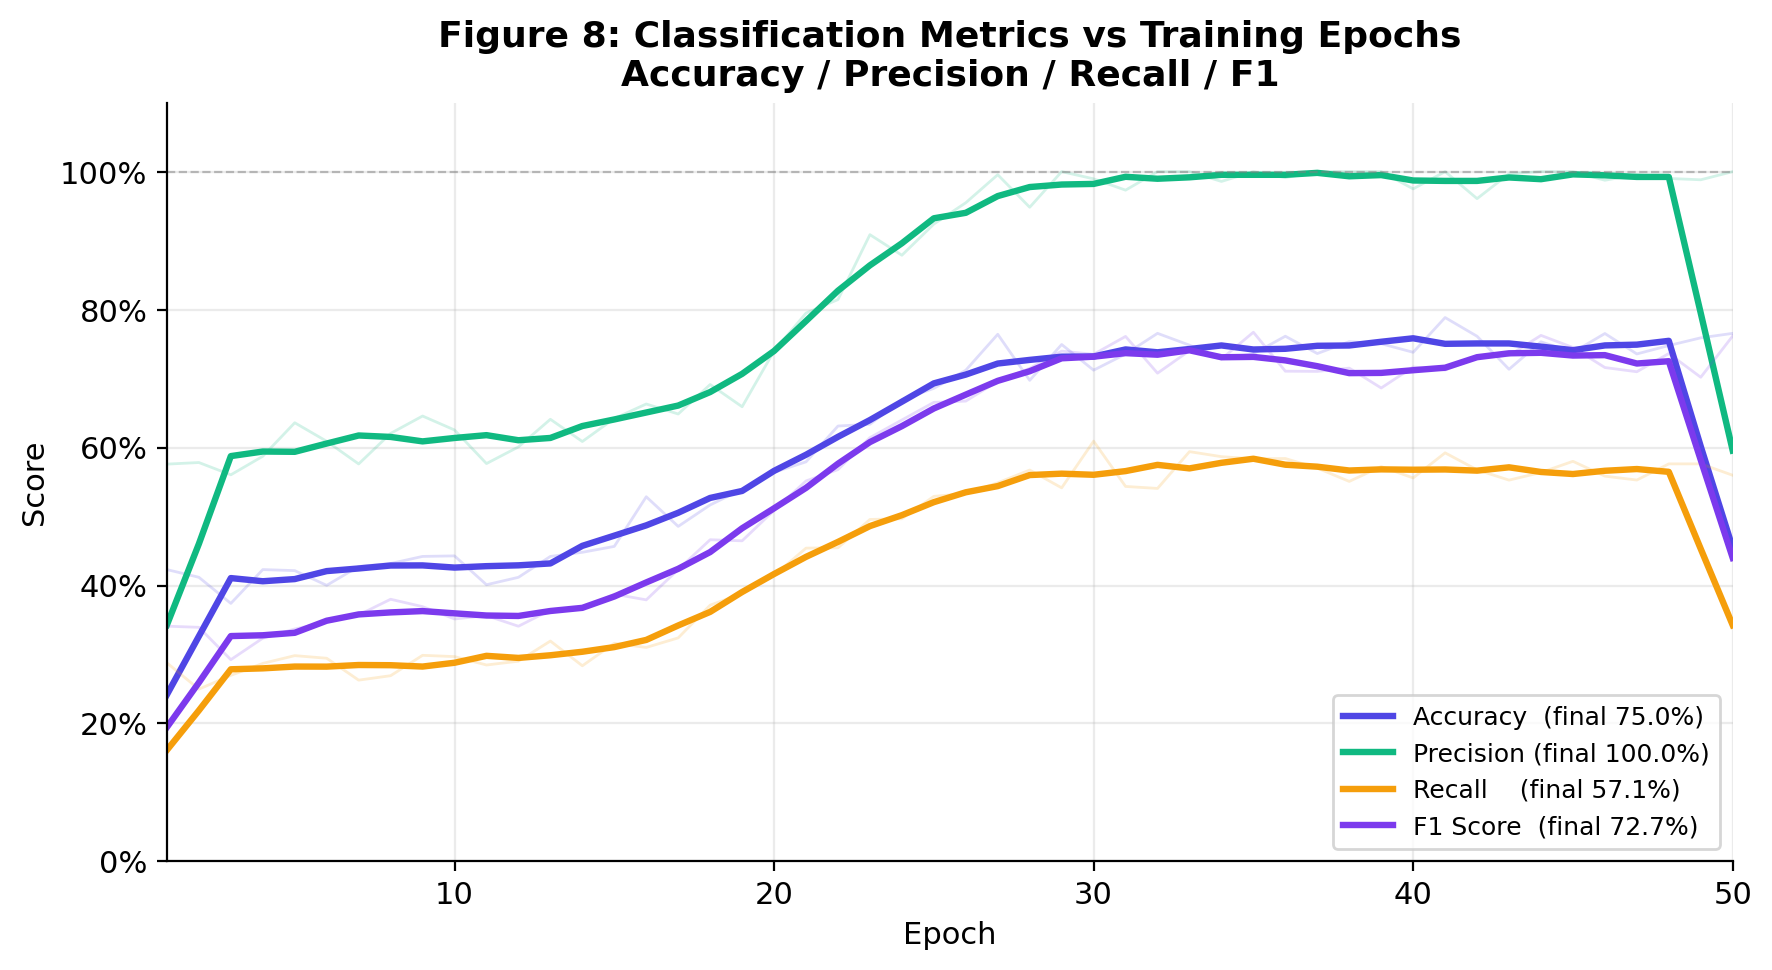 Figure 8: Classification Metrics vs Training Epochs
Accuracy / Precision / Recall / F1
100%
80%
60%
40%
20%
0%
Score
10
20
30
40
50
Epoch
Accuracy (final 75.0%)
Precision (final 100.0%)
Recall (final 57.1%)
F1 Score (final 72.7%)